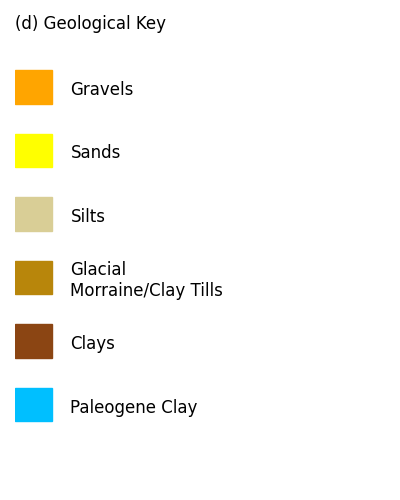 (d) Geological Key
Gravels
Sands
Silts
Glacial
Morraine/Clay Tills
Clays
Paleogene Clay